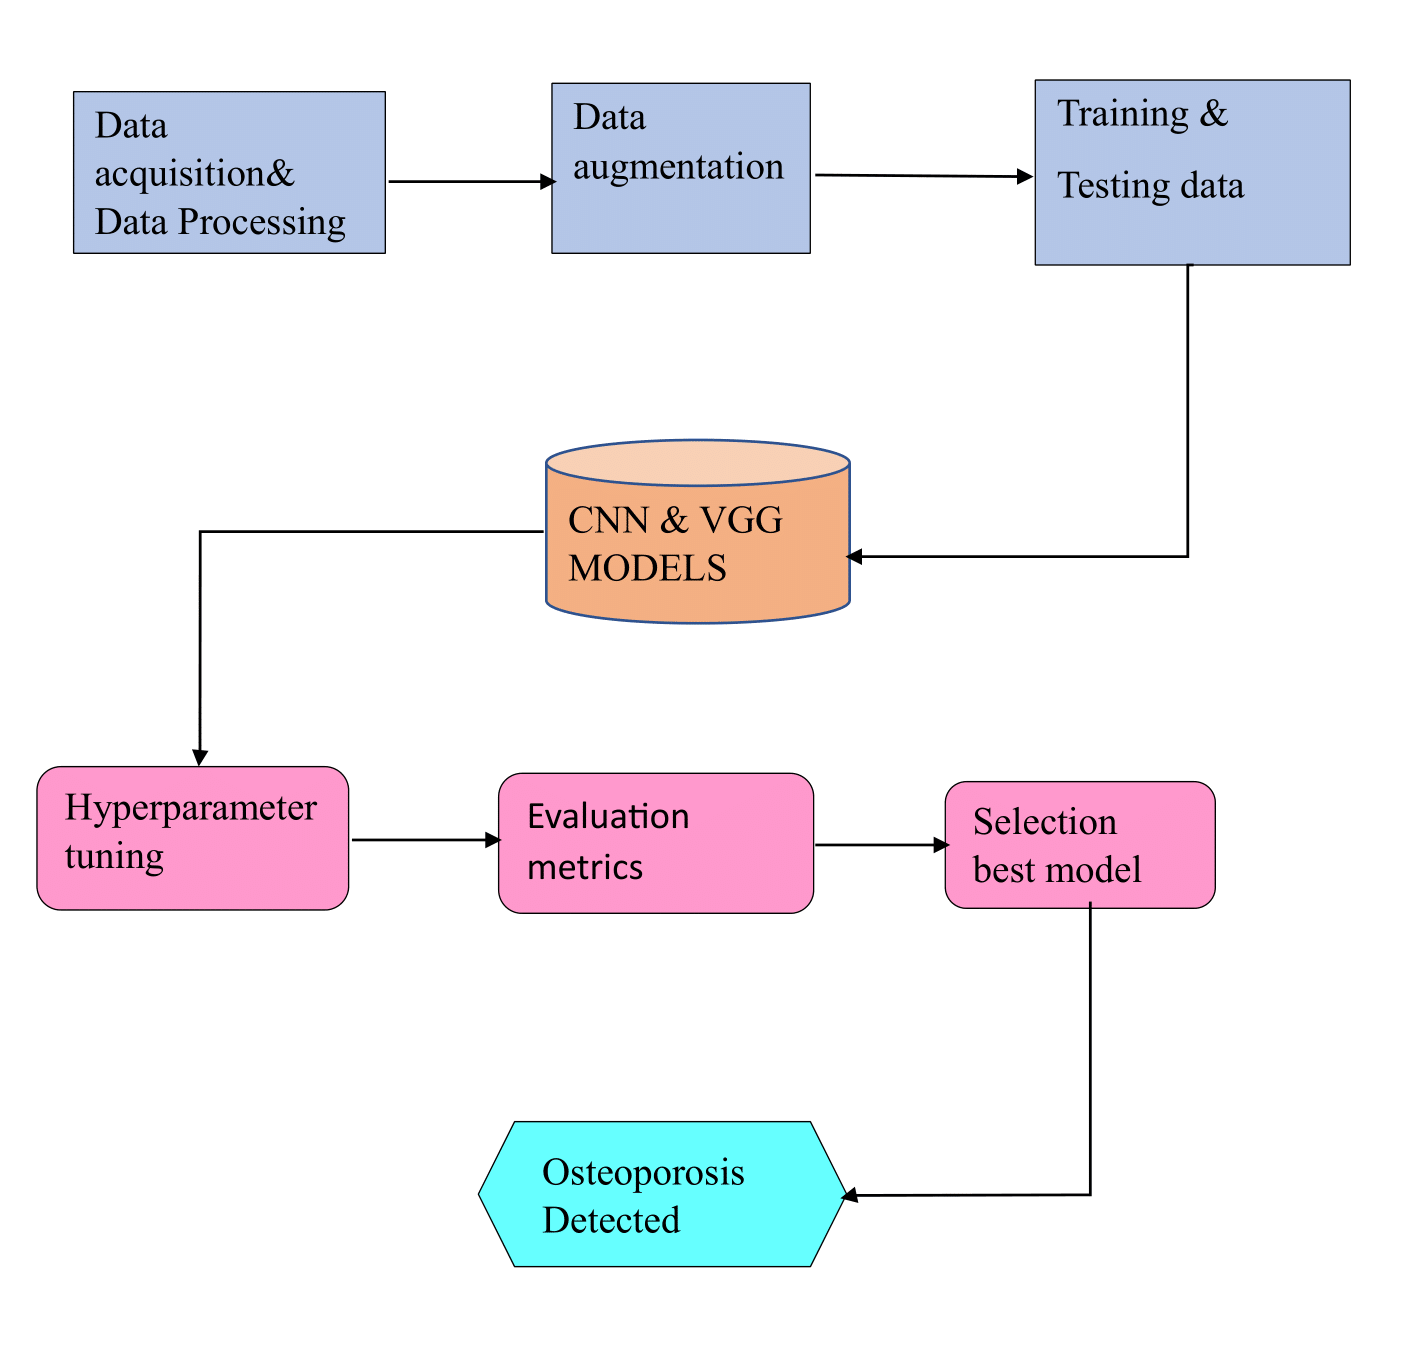 Data
acquisition&
Data Processing
Data
augmentation
Training &
Testing data
CNN & VGG
MODELS
Hyperparameter
tuning
Evaluation
metrics
Selection
best model
Osteoporosis
Detected